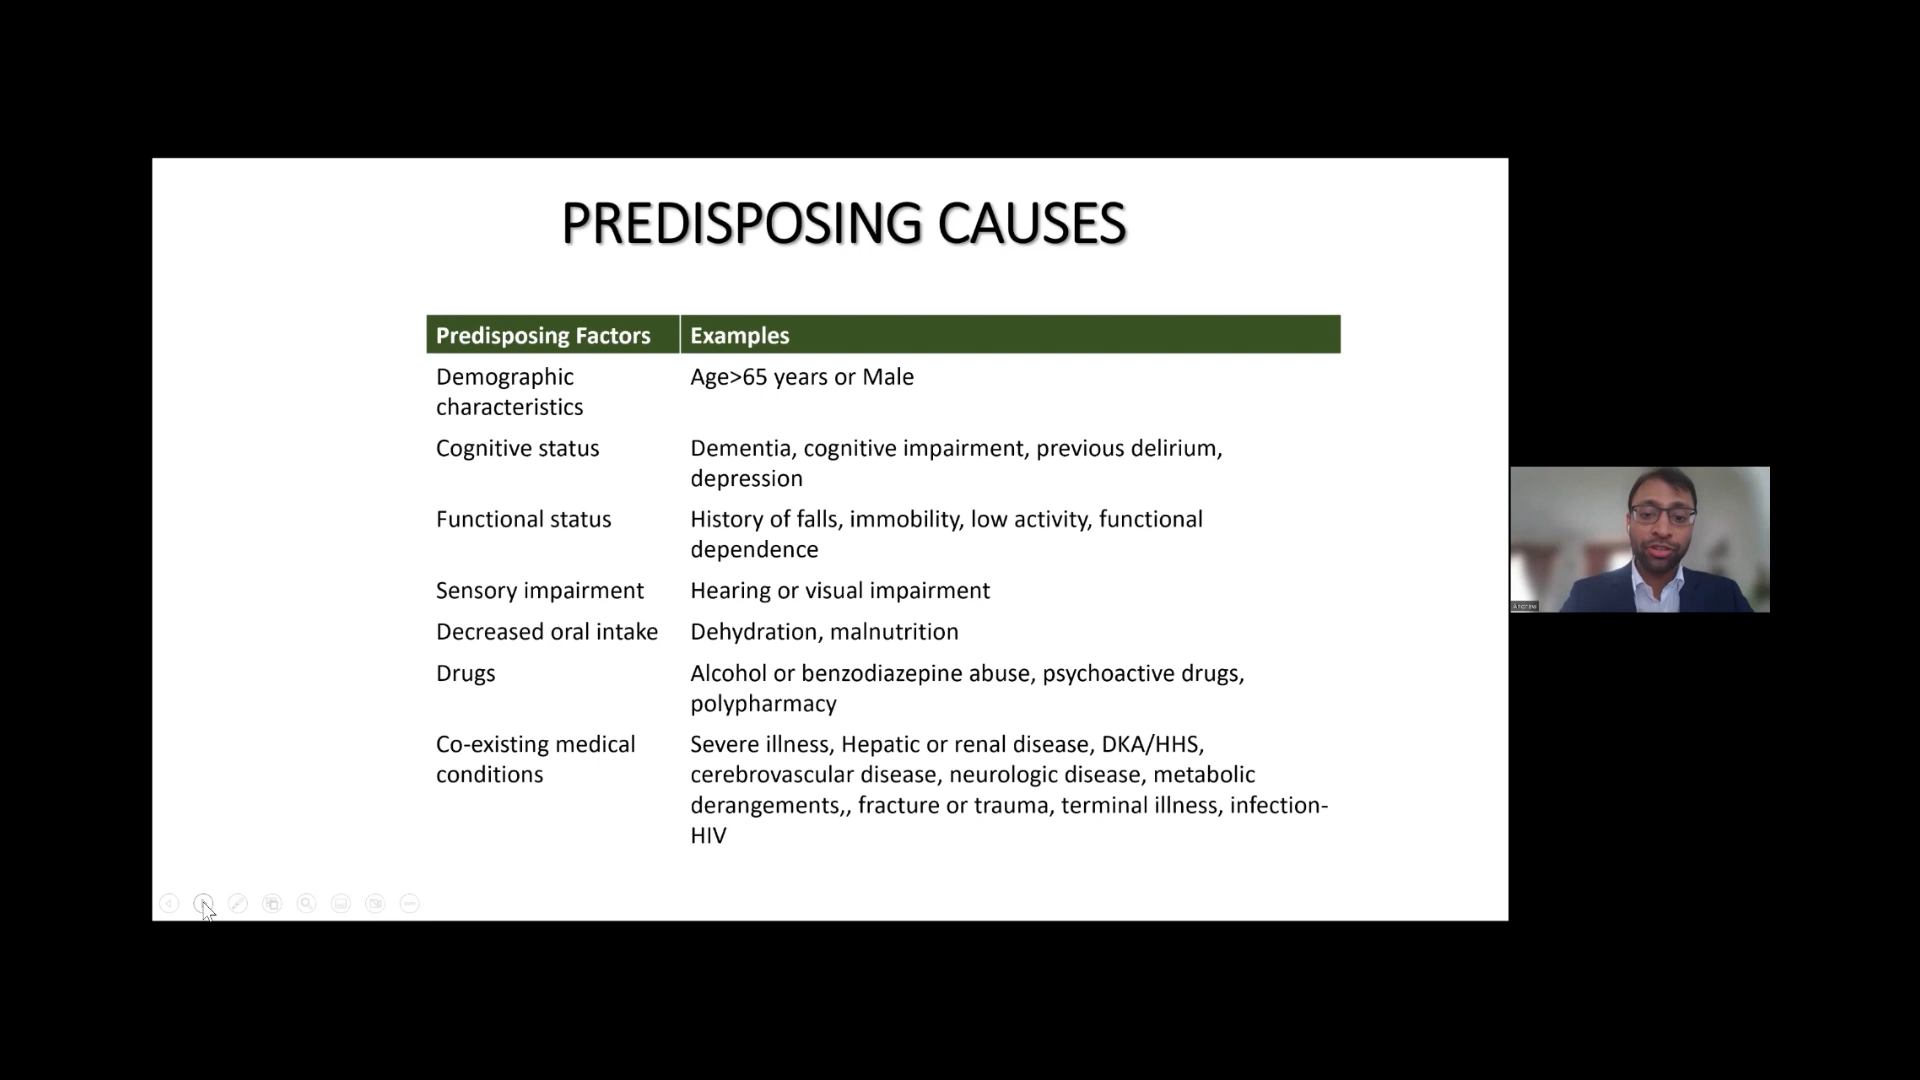 PREDISPOSING CAUSES
Predisposing Factors Examples
Demographic characteristics Age>65 years or Male
Cognitive status Dementia, cognitive impairment, previous delirium,
depression
Functional status History of falls, immobility, low activity, functional
dependence
Sensory impairment Hearing or visual impairment
Decreased oral intake Dehydration, malnutrition
Drugs Alcohol or benzodiazepine abuse, psychoactive drugs,
polypharmacy
Co-existing medical conditions Severe illness, Hepatic or renal disease, DKA/HHS,
cerebrovascular disease, neurologic disease, metabolic
derangements,, fracture or trauma, terminal illness, infection-
HIV
Andrew